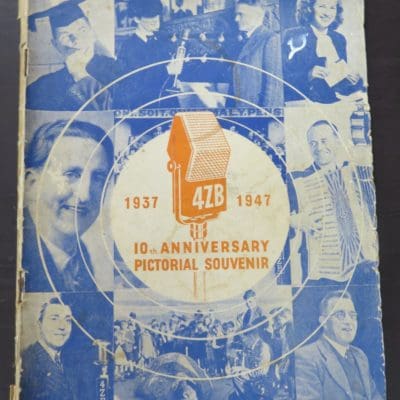 4ZB
1937 1947
10th ANNIVERSARY
PICTORIAL SOUVENIR